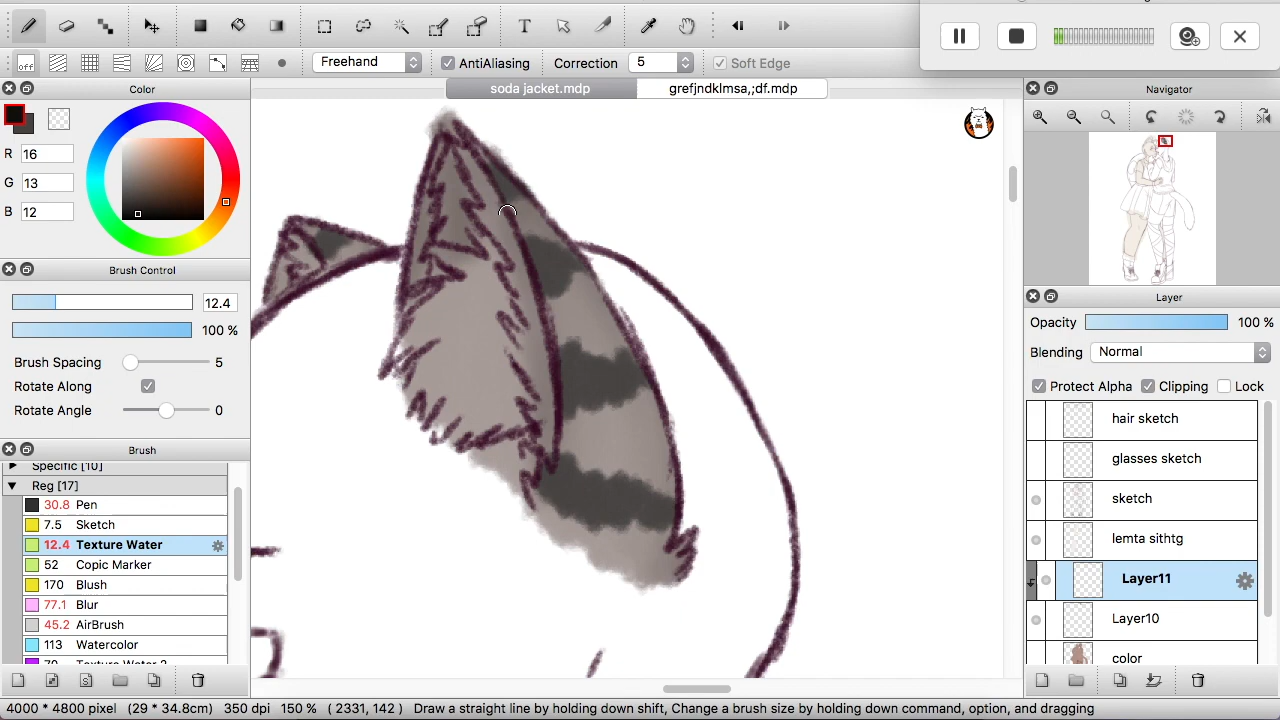 off
Freehand
AntiAliasing
Correction
5
Soft Edge
soda jacket.mdp
grefjndklmsa,;df.mdp
Color
R
16
G
13
B
12
Brush Control
12.4
100 %
Brush Spacing
5
Rotate Along
Rotate Angle
0
Brush
Specific [10]
Reg [17]
30.8 Pen
7.5 Sketch
12.4 Texture Water
52 Copic Marker
170 Blush
77.1 Blur
45.2 AirBrush
113 Watercolor
70 Texture Water 2
Navigator
Layer
Opacity
100 %
Blending
Normal
Protect Alpha
Clipping
Lock
hair sketch
glasses sketch
sketch
lemta sithtg
Layer11
Layer10
color
4000 * 4800 pixel (29 * 34.8cm) 350 dpi 150 % ( 2331, 142 ) Draw a straight line by holding down shift, Change a brush size by holding down command, option, and dragging